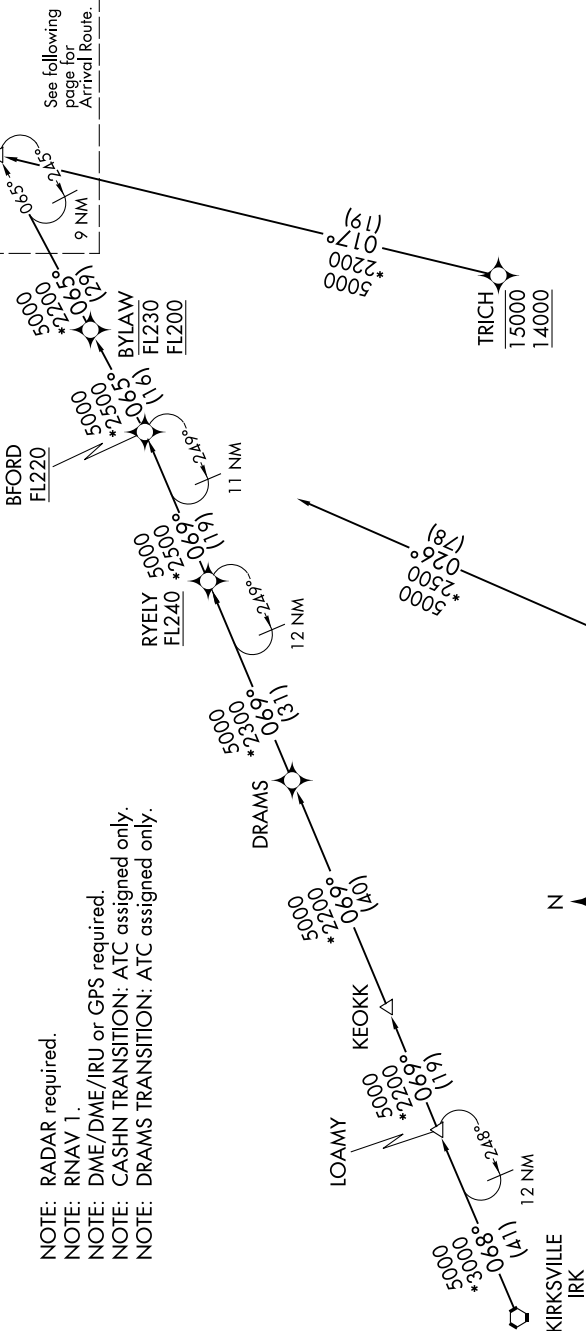 NOTE: RADAR required.
NOTE: RNAV 1.
NOTE: DME/DME/IRU or GPS required.
NOTE: CASHN TRANSITION: ATC assigned only.
NOTE: DRAMS TRANSITION: ATC assigned only.
See following
page for
Arrival Route.
065°
245°
9 NM
5000
*2200
065°
(29)
BYLAW
FL230
FL200
5000
*2500
065°
(16)
BFORD
FL220
249°
11 NM
5000
*2500
069°
(19)
RYELY
FL240
249°
12 NM
5000
*2300
069°
(31)
DRAMS
5000
*2200
069°
(40)
KEOKK
5000
*2200
069°
(19)
LOAMY
248°
12 NM
5000
*3000
068°
(41)
KIRKSVILLE
IRK
5000
*2200
017°
(19)
TRICH
15000
14000
5000
*2500
026°
(78)
N